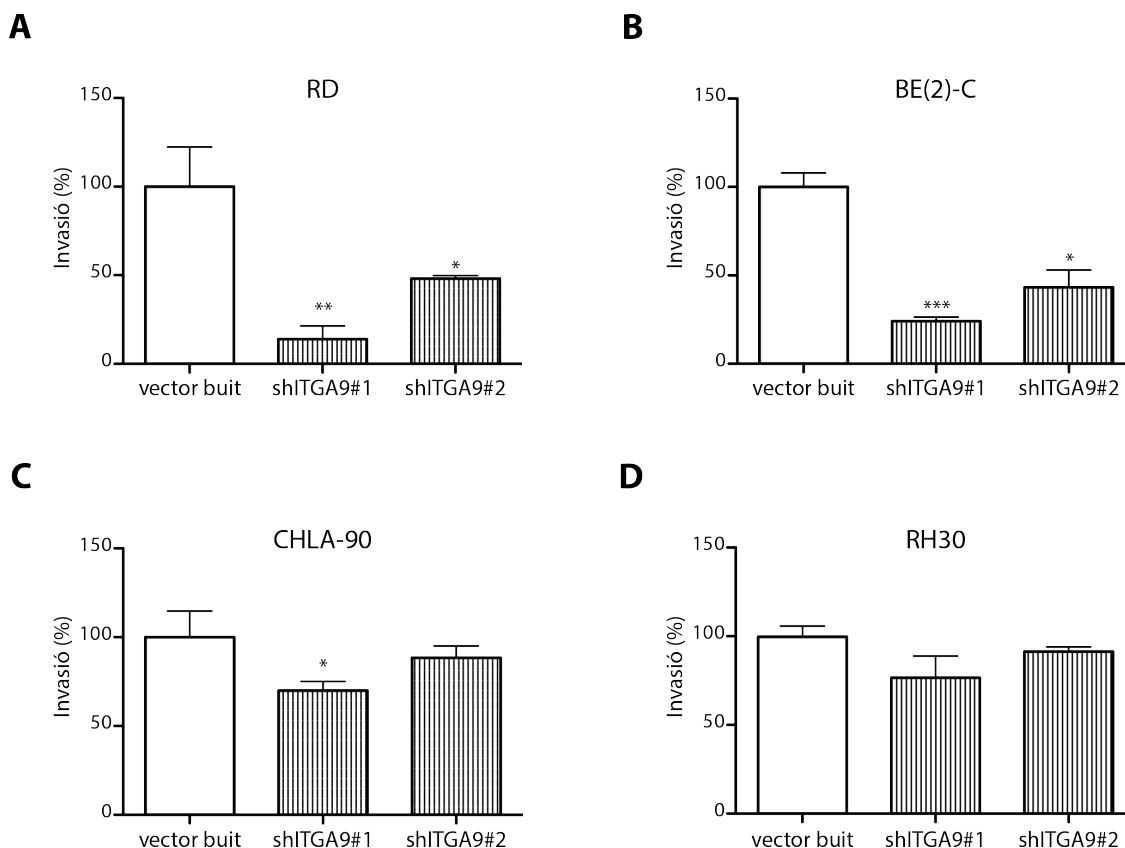 A
RD
150
100
50
0
Invasió (%)
**
*
vector buit shITGA9#1 shITGA9#2
B
BE(2)-C
150
100
50
0
Invasió (%)
***
*
vector buit shITGA9#1 shITGA9#2
C
CHLA-90
150
100
50
0
Invasió (%)
*
vector buit shITGA9#1 shITGA9#2
D
RH30
150
100
50
0
Invasió (%)
vector buit shITGA9#1 shITGA9#2